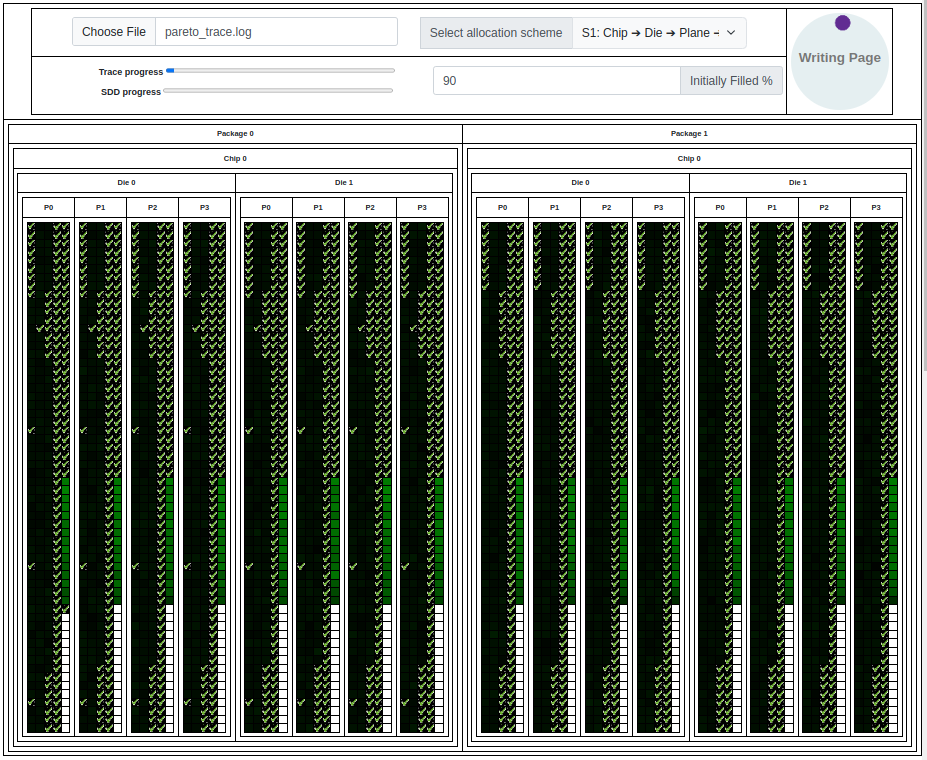 Choose File pareto_trace.log Select allocation scheme S1: Chip ➔ Die ➔ Plane
Writing Page
Trace progress
90 Initially Filled %
SDD progress
Package 0 Package 1
Chip 0 Chip 0
Die 0 Die 1 Die 0 Die 1
P0 P1 P2 P3 P0 P1 P2 P3 P0 P1 P2 P3 P0 P1 P2 P3